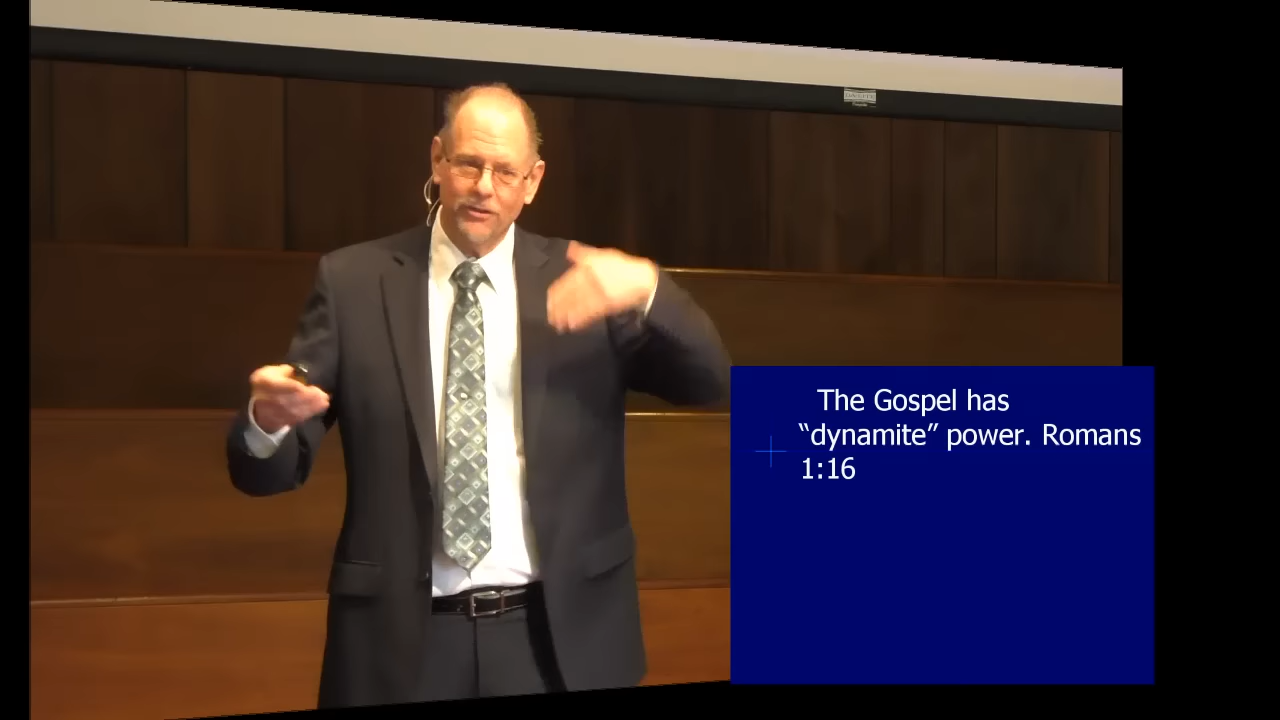 The Gospel has
“dynamite” power. Romans
1:16